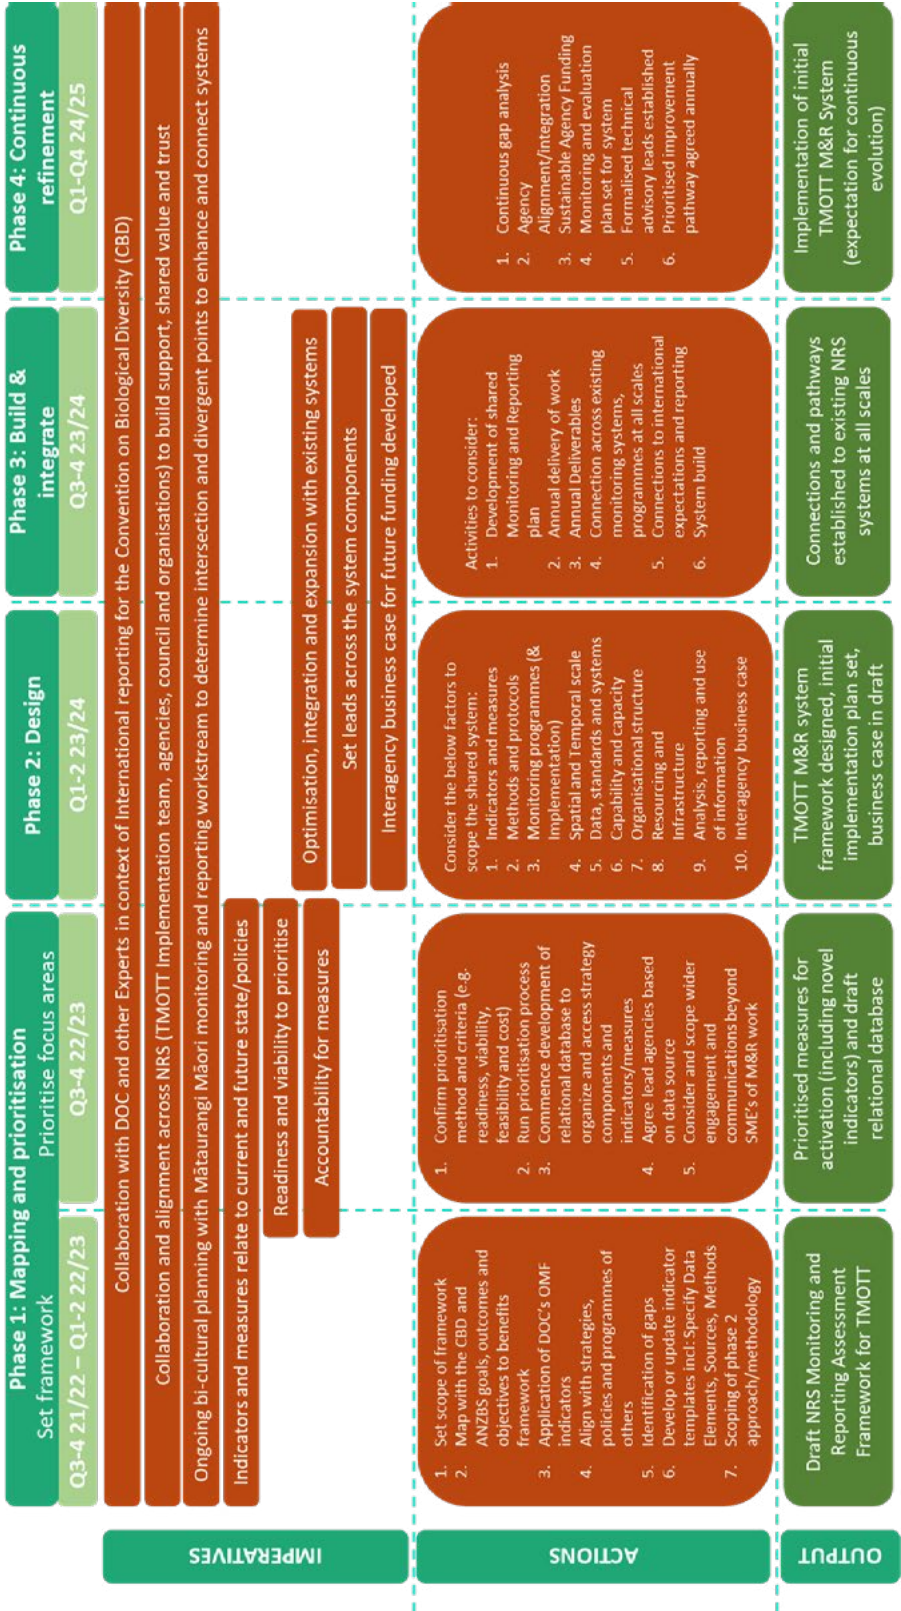 Phase 1: Mapping and prioritisation
Set framework
Prioritise focus areas
Phase 2: Design
Phase 3: Build &
integrate
Phase 4: Continuous
refinement
Q3-4 21/22 – Q1-2 22/23
Q3-4 22/23
Q1-2 23/24
Q3-4 23/24
Q1-Q4 24/25
IMPERATIVES
Collaboration with DOC and other Experts in context of International reporting for the Convention on Biological Diversity (CBD)
Collaboration and alignment across NRS (TMOTT Implementation team, agencies, council and organisations) to build support, shared value and trust
Ongoing bi-cultural planning with Mātaurangi Māori monitoring and reporting workstream to determine intersection and divergent points to enhance and connect systems
Indicators and measures relate to current and future state/policies
Readiness and viability to prioritise
Accountability for measures
Optimisation, integration and expansion with existing systems
Set leads across the system components
Interagency business case for future funding developed
ACTIONS
1. Set scope of framework
2. Map with the CBD and
ANZBS goals, outcomes and
objectives to benefits
framework
3. Application of DOC's OMF
indicators
4. Align with strategies,
policies and programmes of
others
5. Identification of gaps
6. Develop or update indicator
templates incl: Specify Data
Elements, Sources, Methods
7. Scoping of phase 2
approach/methodology
1. Confirm prioritisation
method and criteria (e.g.
readiness, viability,
feasibility and cost)
2. Run prioritisation process
3. Commence development of
relational database to
organize and access strategy
components and
indicators/measures
4. Agree lead agencies based
on data source
5. Consider and scope wider
engagement and
communications beyond
SME's of M&R work
Consider the below factors to
scope the shared system:
1. Indicators and measures
2. Methods and protocols
3. Monitoring programmes (&
Implementation)
4. Spatial and Temporal scale
5. Data, standards and systems
6. Capability and capacity
7. Organisational structure
8. Resourcing and
Infrastructure
9. Analysis, reporting and use
of information
10. Interagency business case
Activities to consider:
1. Development of shared
Monitoring and Reporting
plan
2. Annual delivery of work
3. Annual Deliverables
4. Connection across existing
monitoring systems,
programmes at all scales
5. Connections to international
expectations and reporting
6. System build
1. Continuous gap analysis
2. Agency
Alignment/integration
3. Sustainable Agency Funding
4. Monitoring and evaluation
plan set for system
5. Formalised technical
advisory leads established
6. Prioritised improvement
pathway agreed annually
OUTPUT
Draft NRS Monitoring and
Reporting Assessment
Framework for TMOTT
Prioritised measures for
activation (including novel
indicators) and draft
relational database
TMOTT M&R system
framework designed, initial
implementation plan set,
business case in draft
Connections and pathways
established to existing NRS
systems at all scales
Implementation of initial
TMOTT M&R System
(expectation for continuous
evolution)